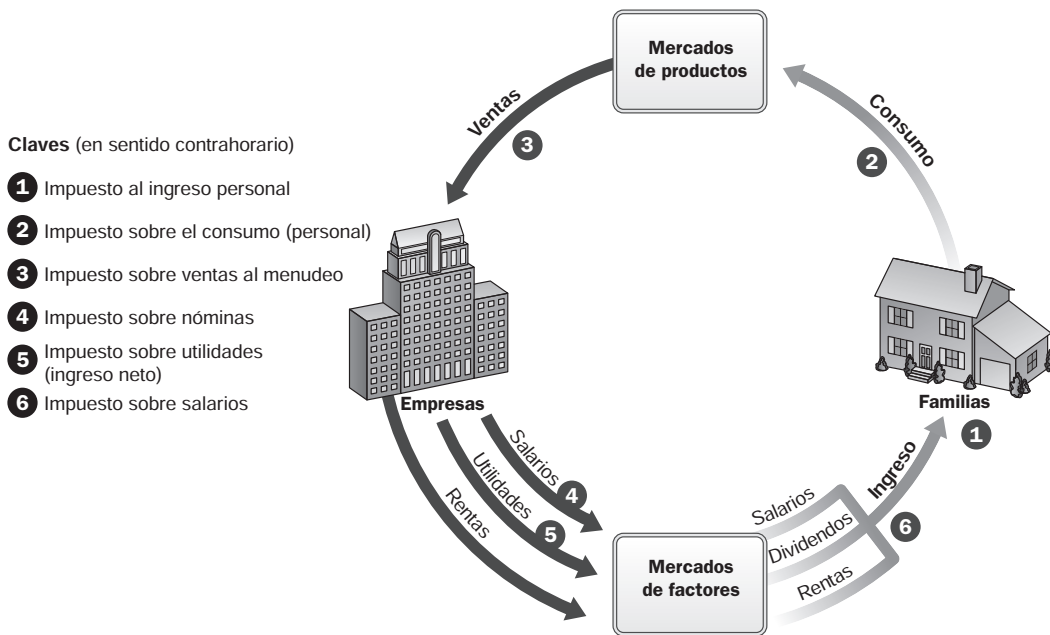 Mercados
de productos
Ventas
3
Consumo
2
Claves (en sentido contrahorario)
1 Impuesto al ingreso personal
2 Impuesto sobre el consumo (personal)
3 Impuesto sobre ventas al menudeo
4 Impuesto sobre nóminas
5 Impuesto sobre utilidades
(ingreso neto)
6 Impuesto sobre salarios
Empresas
Familias
1
Salarios
4
Utilidades
5
Rentas
Mercados
de factores
Salarios
Dividendos
Rentas
Ingreso
6